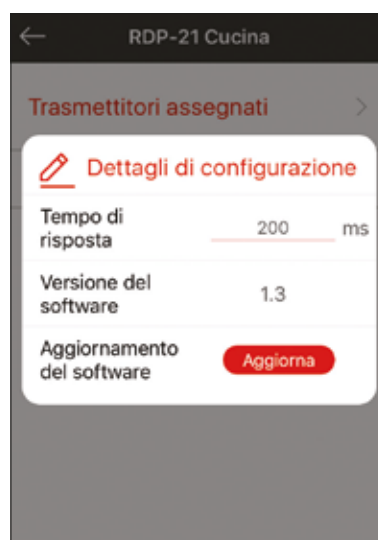 RDP-21 Cucina
Trasmettitori assegnati
Dettagli di configurazione
Tempo di
risposta
200 ms
Versione del
software
1.3
Aggiornamento
del software
Aggiorna